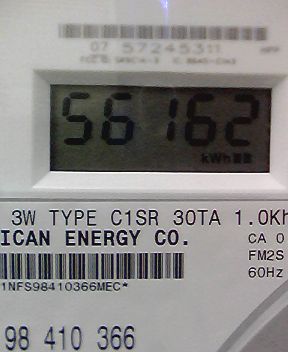 07 57245311
56162
kWh
3W TYPE C1SR 30TA 1.0Kh
ICAN ENERGY CO.
CA 0
FM2S
60Hz
1NFS98410366MEC*
98 410 366